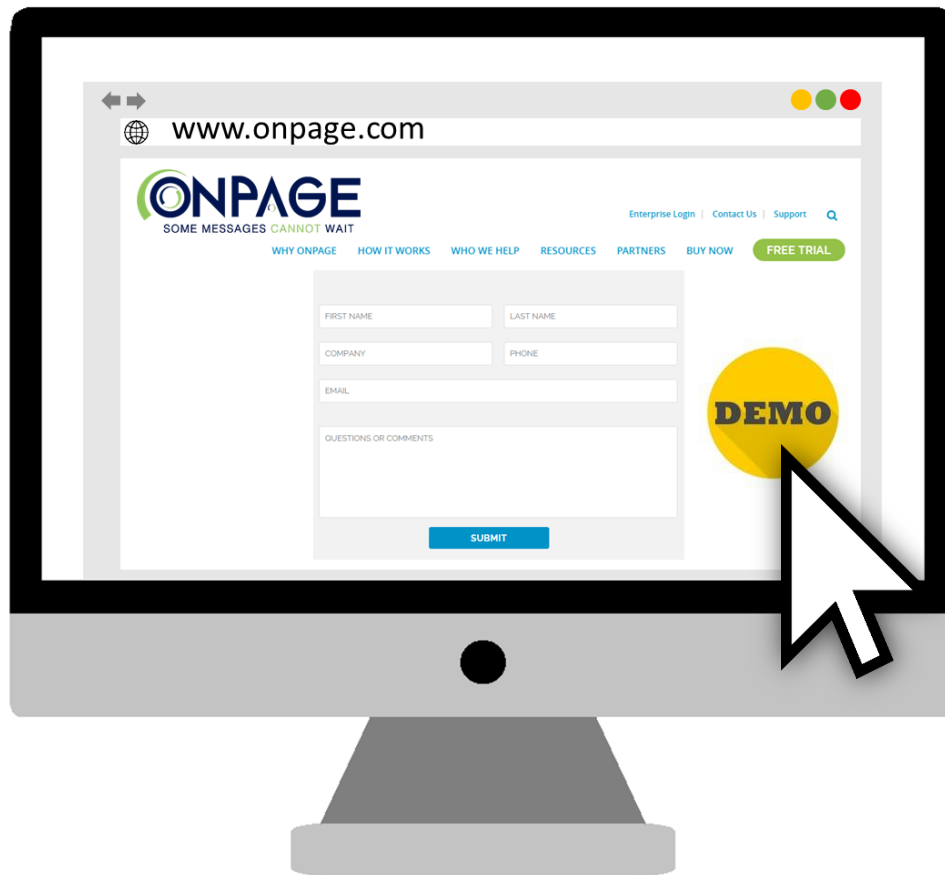 www.onpage.com
ONPAGE
SOME MESSAGES CANNOT WAIT
Enterprise Login | Contact Us | Support
WHY ONPAGE HOW IT WORKS WHO WE HELP RESOURCES PARTNERS BUY NOW FREE TRIAL
FIRST NAME LAST NAME
COMPANY PHONE
EMAIL
DEMO
QUESTIONS OR COMMENTS
SUBMIT